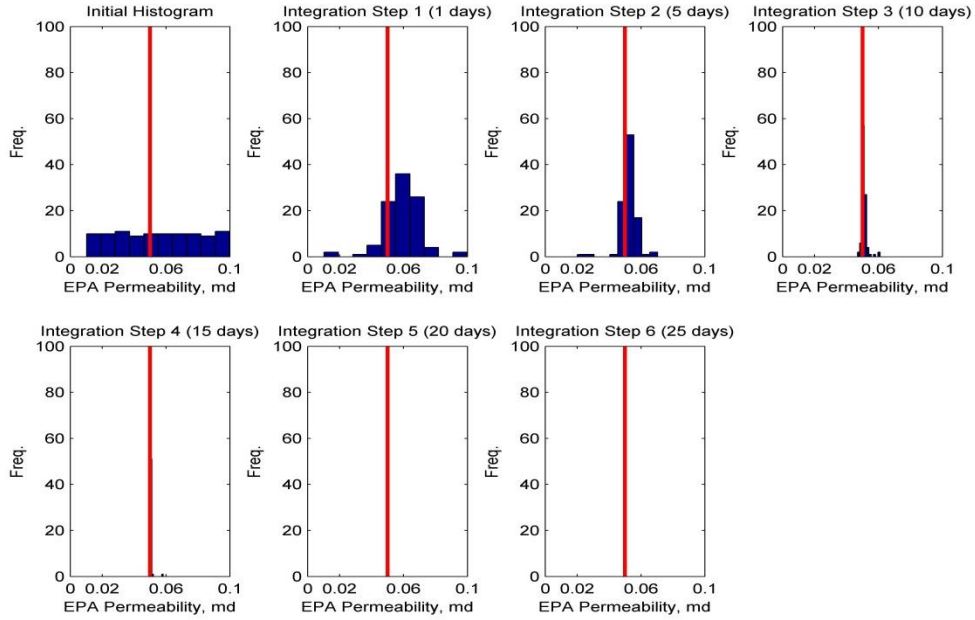 Initial Histogram
100
80
60
40
20
0
Freq.
0 0.02 0.06 0.1
EPA Permeability, md
Integration Step 1 (1 days)
100
80
60
40
20
0
Freq.
0 0.02 0.06 0.1
EPA Permeability, md
Integration Step 2 (5 days)
100
80
60
40
20
0
Freq.
0 0.02 0.06 0.1
EPA Permeability, md
Integration Step 3 (10 days)
100
80
60
40
20
0
Freq.
0 0.02 0.06 0.1
EPA Permeability, md
Integration Step 4 (15 days)
100
80
60
40
20
0
Freq.
0 0.02 0.06 0.1
EPA Permeability, md
Integration Step 5 (20 days)
100
80
60
40
20
0
Freq.
0 0.02 0.06 0.1
EPA Permeability, md
Integration Step 6 (25 days)
100
80
60
40
20
0
Freq.
0 0.02 0.06 0.1
EPA Permeability, md